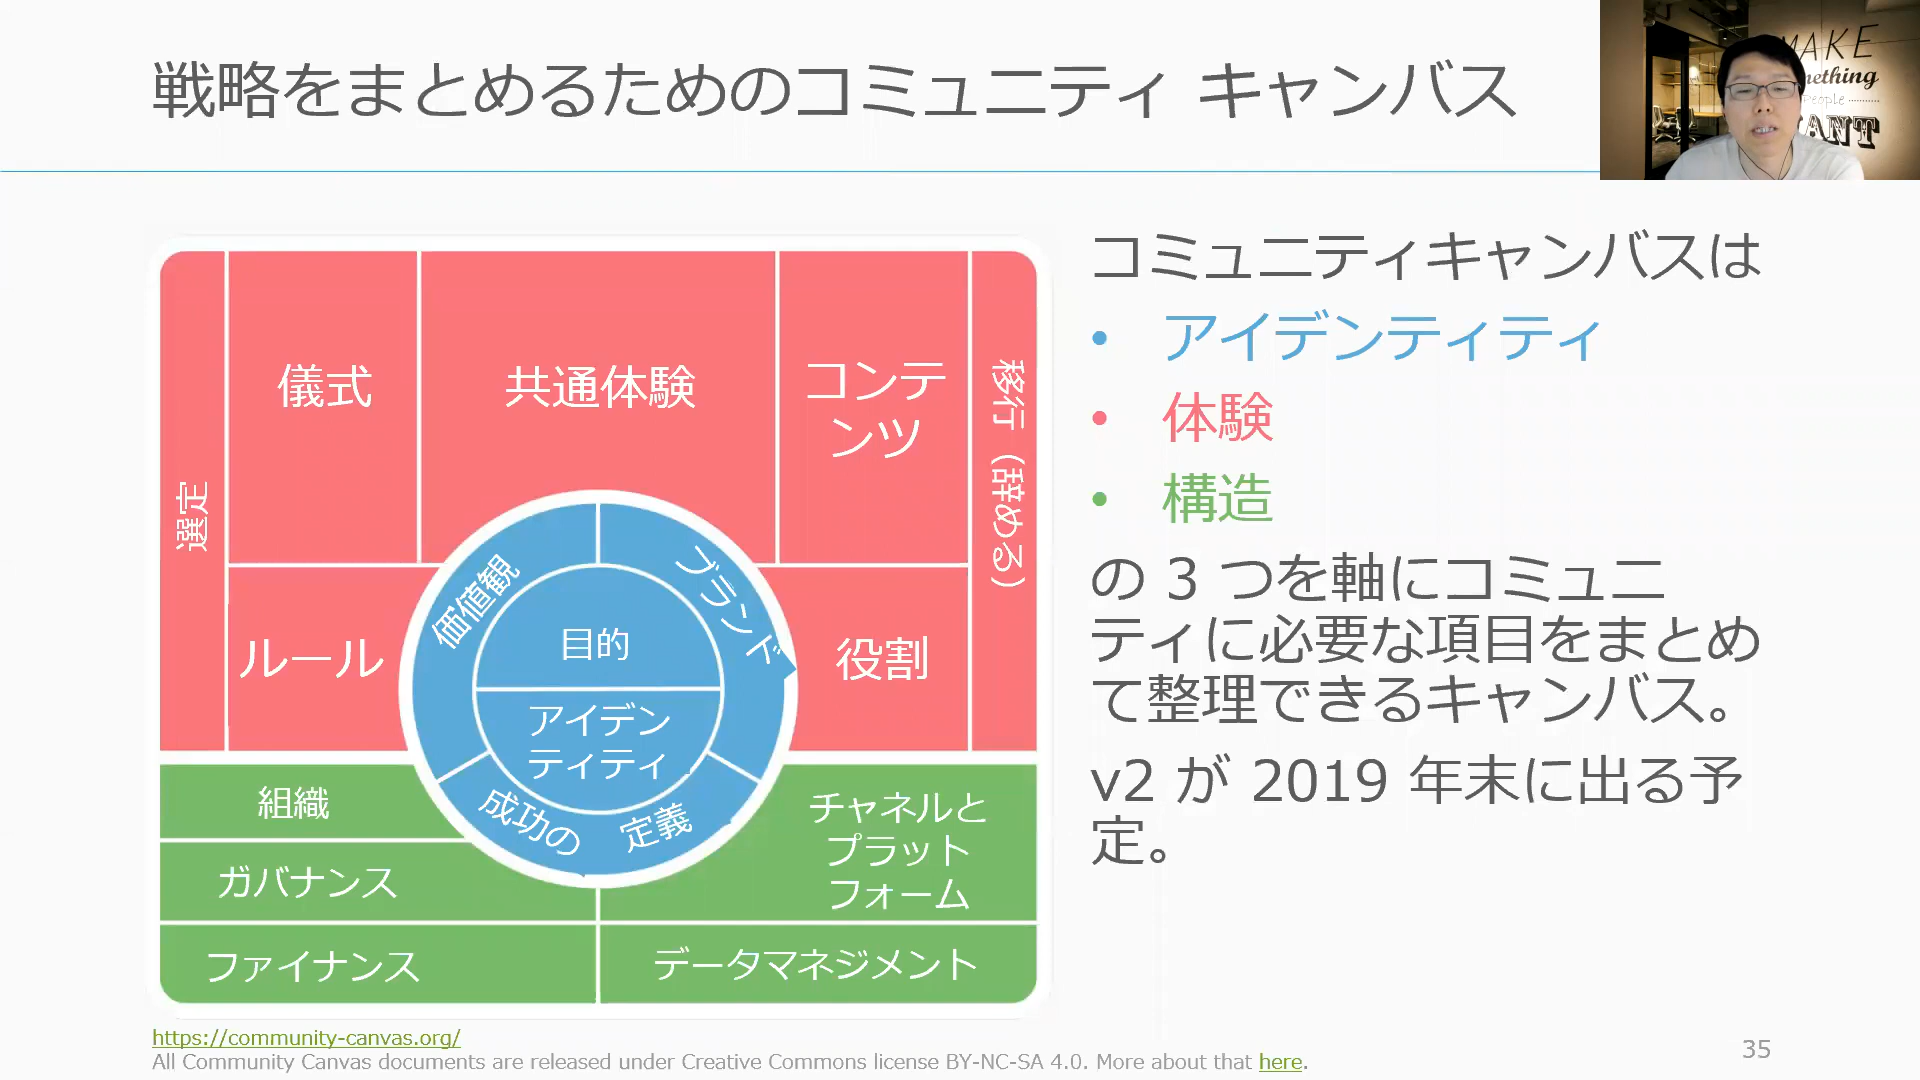 戦略をまとめるためのコミュニティ キャンバス
MAKE
mething
People
ANT
選定
儀式
共通体験
コンテ
ンツ
移行（辞める）
ルール
役割
価値観
ブランド
目的
アイデン
ティティ
成功の 定義
組織
ガバナンス
ファイナンス
チャネルと
プラット
フォーム
データマネジメント
コミュニティキャンバスは
• アイデンティティ
• 体験
• 構造
の 3 つを軸にコミュニ
ティに必要な項目をまとめ
て整理できるキャンバス。
v2 が 2019 年末に出る予
定。
https://community-canvas.org/
All Community Canvas documents are released under Creative Commons license BY-NC-SA 4.0. More about that here.
35